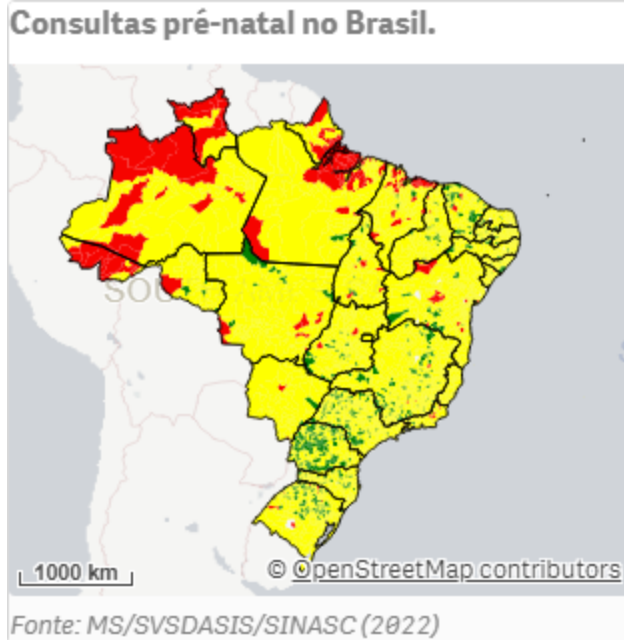 Consultas pré-natal no Brasil.
1000 km
© OpenStreetMap contributors
Fonte: MS/SVSDASIS/SINASC (2022)